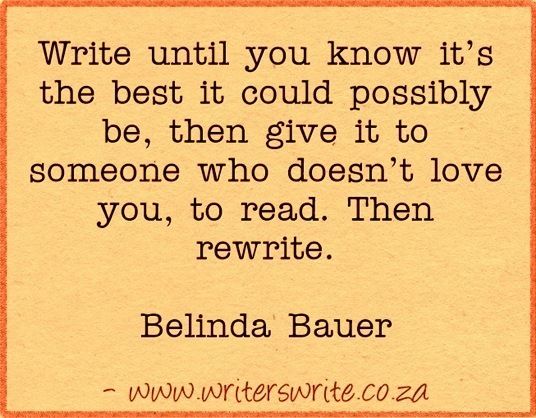 Write until you know it's
the best it could possibly
be, then give it to
someone who doesn't love
you, to read. Then
rewrite.
Belinda Bauer
- www.writerswrite.co.za